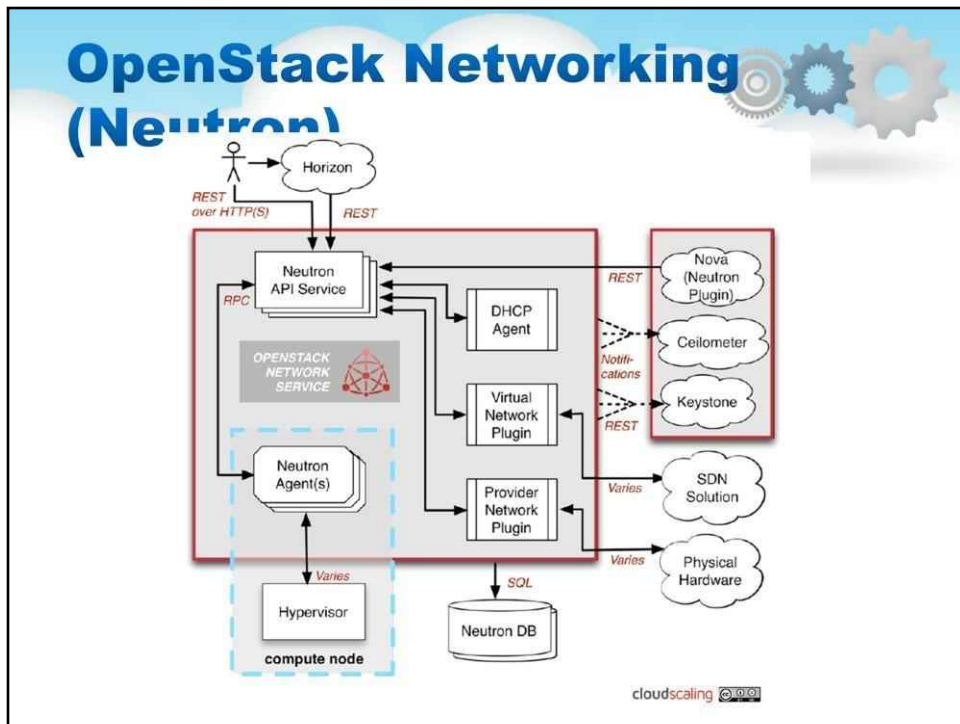 OpenStack Networking
(Neutron)
Horizon
REST
over HTTP(S)
REST
Neutron
API Service
RPC
DHCP
Agent
OPENSTACK
NETWORK
SERVICE
Virtual
Network
Plugin
Neutron
Agent(s)
Provider
Network
Plugin
Varies
Hypervisor
compute node
SQL
Neutron DB
REST
Nova
(Neutron
Plugin)
Notifi-
cations
Ceilometer
REST
Keystone
Varies
SDN
Solution
Varies
Physical
Hardware
cloudscaling